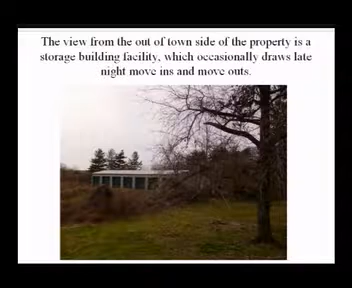 The view from the out of town side of the property is a
storage building facility, which occasionally draws late
night move ins and move outs.